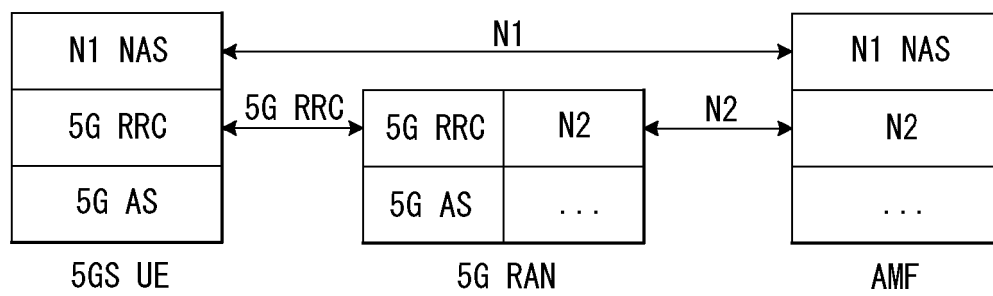 N1 NAS
N1
N1 NAS
5G RRC
5G RRC
5G RRC
N2
N2
N2
5G AS
5G AS
...
...
5GS UE
5G RAN
AMF